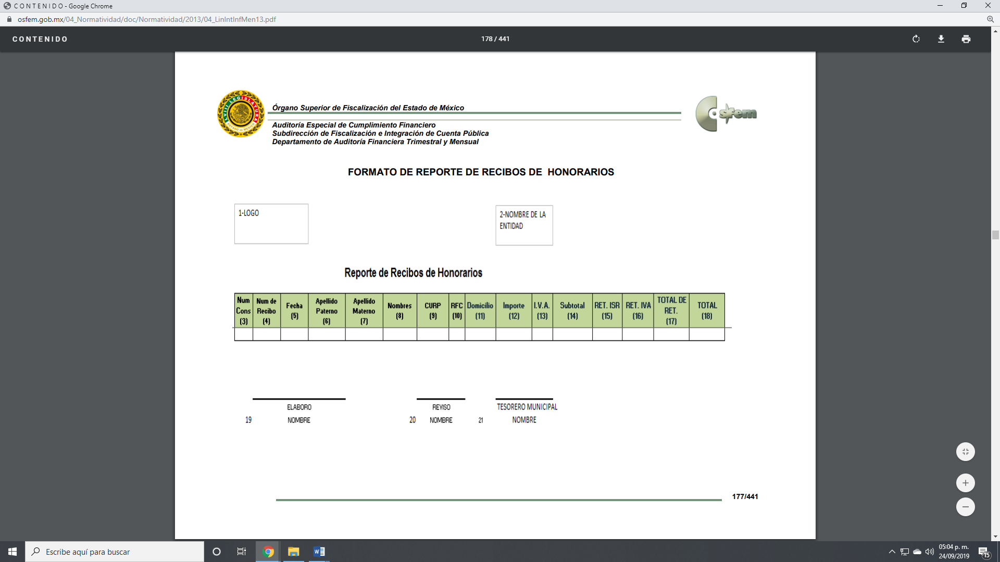 C O N T E N I D O - Google Chrome
osfem.gob.mx/04_Normatividad/doc/Normatividad/2013/04_LinIntInfMen13.pdf
CONTENIDO
178 / 441
LVIII LEGISLATURA
ESTADO DE MÉXICO
osfem
Órgano Superior de Fiscalización del Estado de México
Auditoría Especial de Cumplimiento Financiero
Subdirección de Fiscalización e Integración de Cuenta Pública
Departamento de Auditoría Financiera Trimestral y Mensual
FORMATO DE REPORTE DE RECIBOS DE HONORARIOS
1-LOGO
2-NOMBRE DE LA
ENTIDAD
Reporte de Recibos de Honorarios
Num Cons (3)
Num de Recibo (4)
Fecha (5)
Apellido Paterno (6)
Apellido Materno (7)
Nombres (8)
CURP (9)
RFC (10)
Domicilio (11)
Importe (12)
I.V.A. (13)
Subtotal (14)
RET. ISR (15)
RET. IVA (16)
TOTAL DE RET. (17)
TOTAL (18)
ELABORO
REVISO
TESORERO MUNICIPAL
19 NOMBRE
20 NOMBRE
21 NOMBRE
177/441
Escribe aquí para buscar
05:04 p. m.
24/09/2019
15